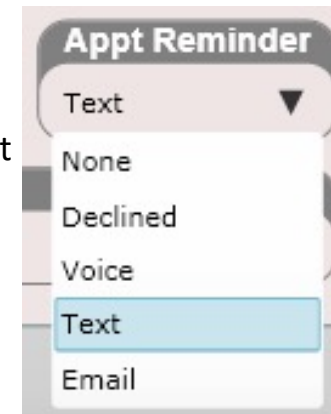 Appt Reminder
Text ▼
t
None
Declined
Voice
Text
Email